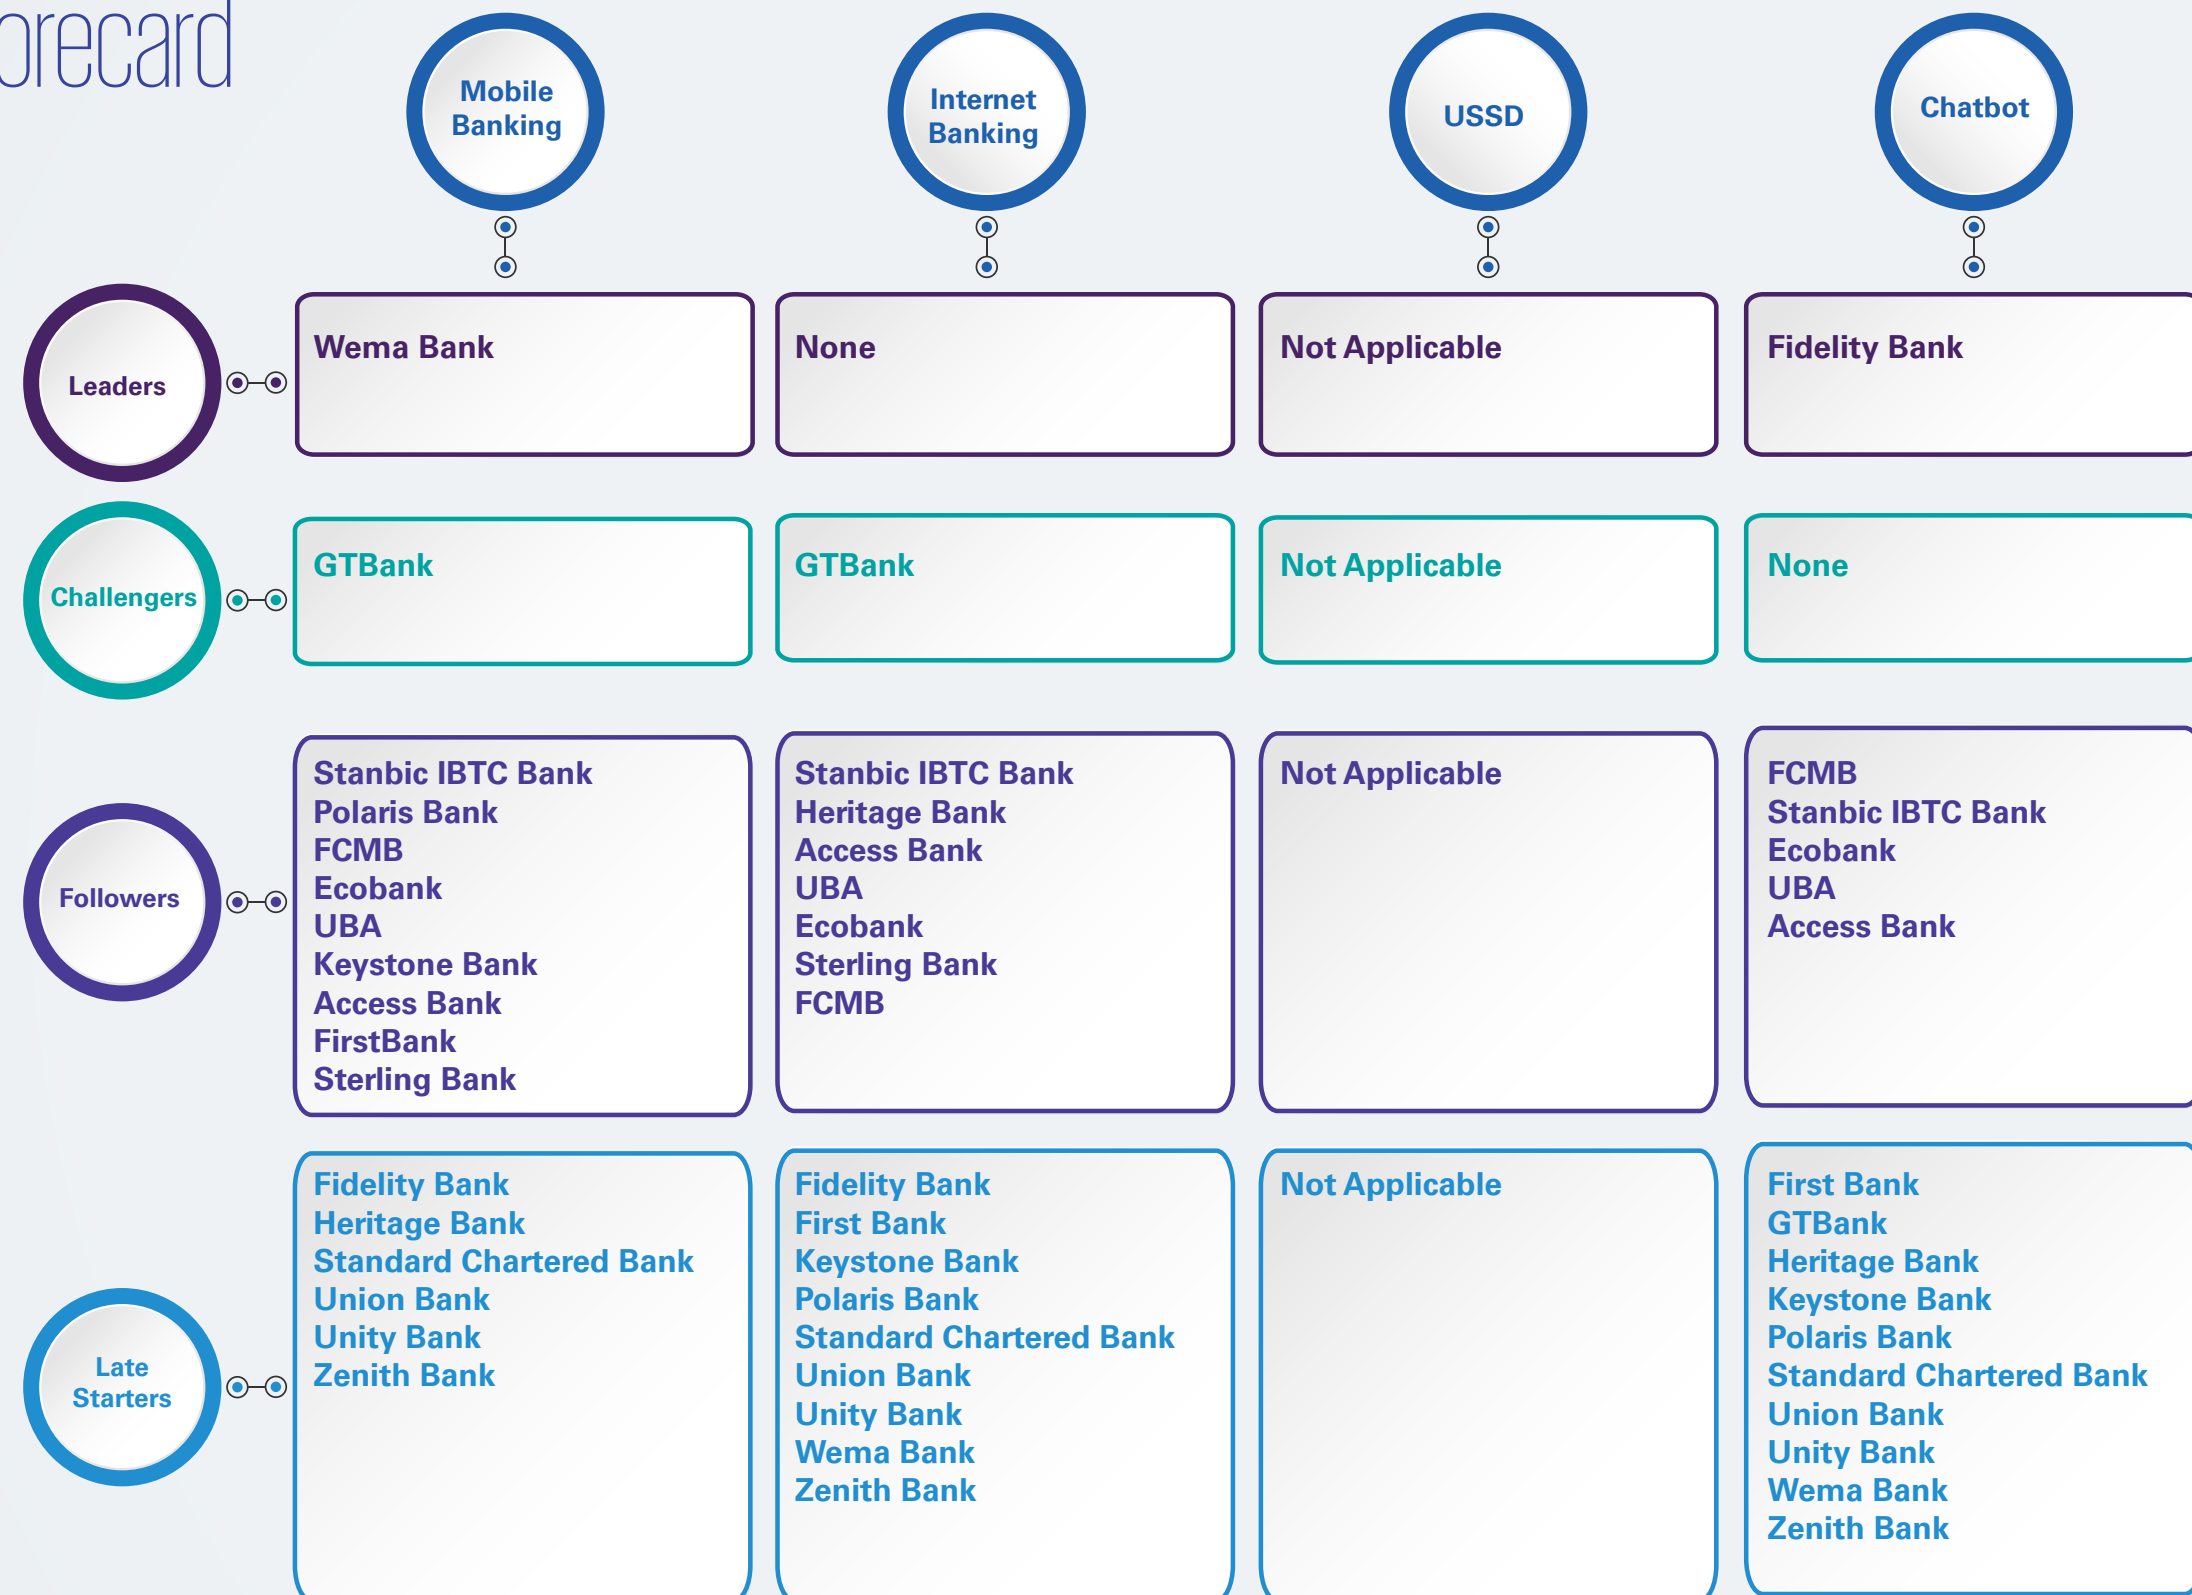 orecard
Mobile
Banking
Internet
Banking
USSD
Chatbot
Leaders
Wema Bank
None
Not Applicable
Fidelity Bank
Challengers
GTBank
GTBank
Not Applicable
None
Followers
Stanbic IBTC Bank
Polaris Bank
FCMB
Ecobank
UBA
Keystone Bank
Access Bank
FirstBank
Sterling Bank
Stanbic IBTC Bank
Heritage Bank
Access Bank
UBA
Ecobank
Sterling Bank
FCMB
Not Applicable
FCMB
Stanbic IBTC Bank
Ecobank
UBA
Access Bank
Late
Starters
Fidelity Bank
Heritage Bank
Standard Chartered Bank
Union Bank
Unity Bank
Zenith Bank
Fidelity Bank
First Bank
Keystone Bank
Polaris Bank
Standard Chartered Bank
Union Bank
Unity Bank
Wema Bank
Zenith Bank
Not Applicable
First Bank
GTBank
Heritage Bank
Keystone Bank
Polaris Bank
Standard Chartered Bank
Union Bank
Unity Bank
Wema Bank
Zenith Bank